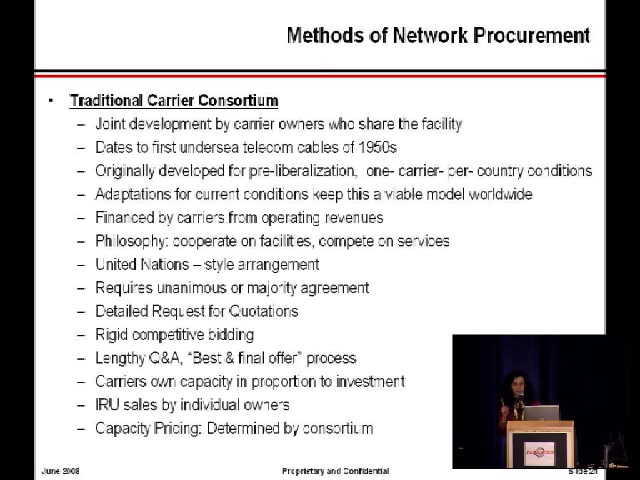 Methods of Network Procurement
• Traditional Carrier Consortium
– Joint development by carrier owners who share the facility
– Dates to first undersea telecom cables of 1950s
– Originally developed for pre-liberalization, one- carrier- per- country conditions
– Adaptations for current conditions keep this a viable model worldwide
– Financed by carriers from operating revenues
– Philosophy: cooperate on facilities, compete on services
– United Nations – style arrangement
– Requires unanimous or majority agreement
– Detailed Request for Quotations
– Rigid competitive bidding
– Lengthy Q&A, “Best & final offer” process
– Carriers own capacity in proportion to investment
– IRU sales by individual owners
– Capacity Pricing: Determined by consortium
June 2008 Proprietary and Confidential